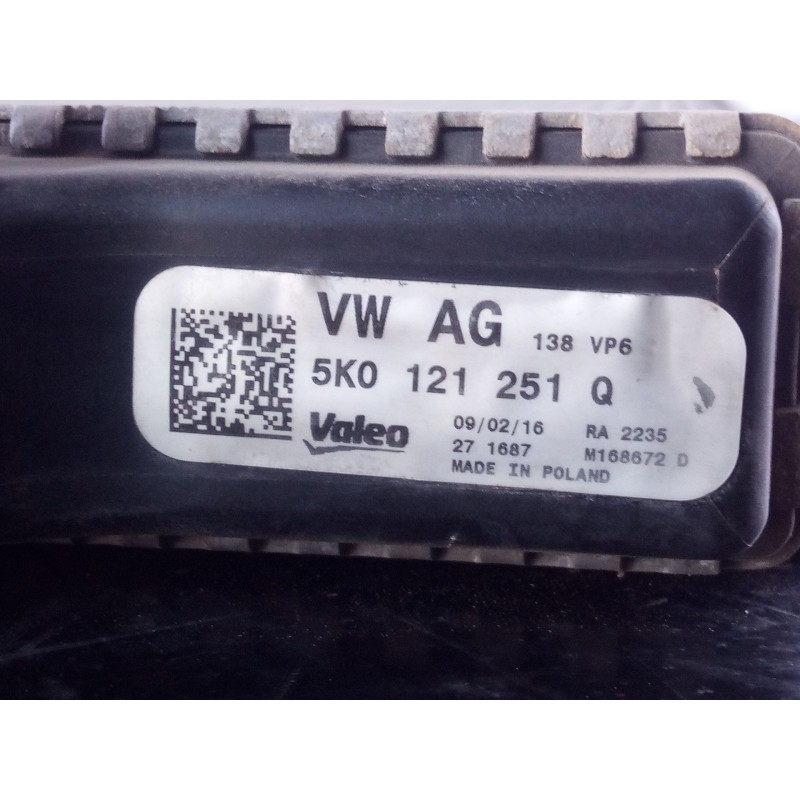 VW AG 138 VP6
5K0 121 251 Q
Valeo 09/02/16 RA 2235
27 1687 M168672 D
MADE IN POLAND